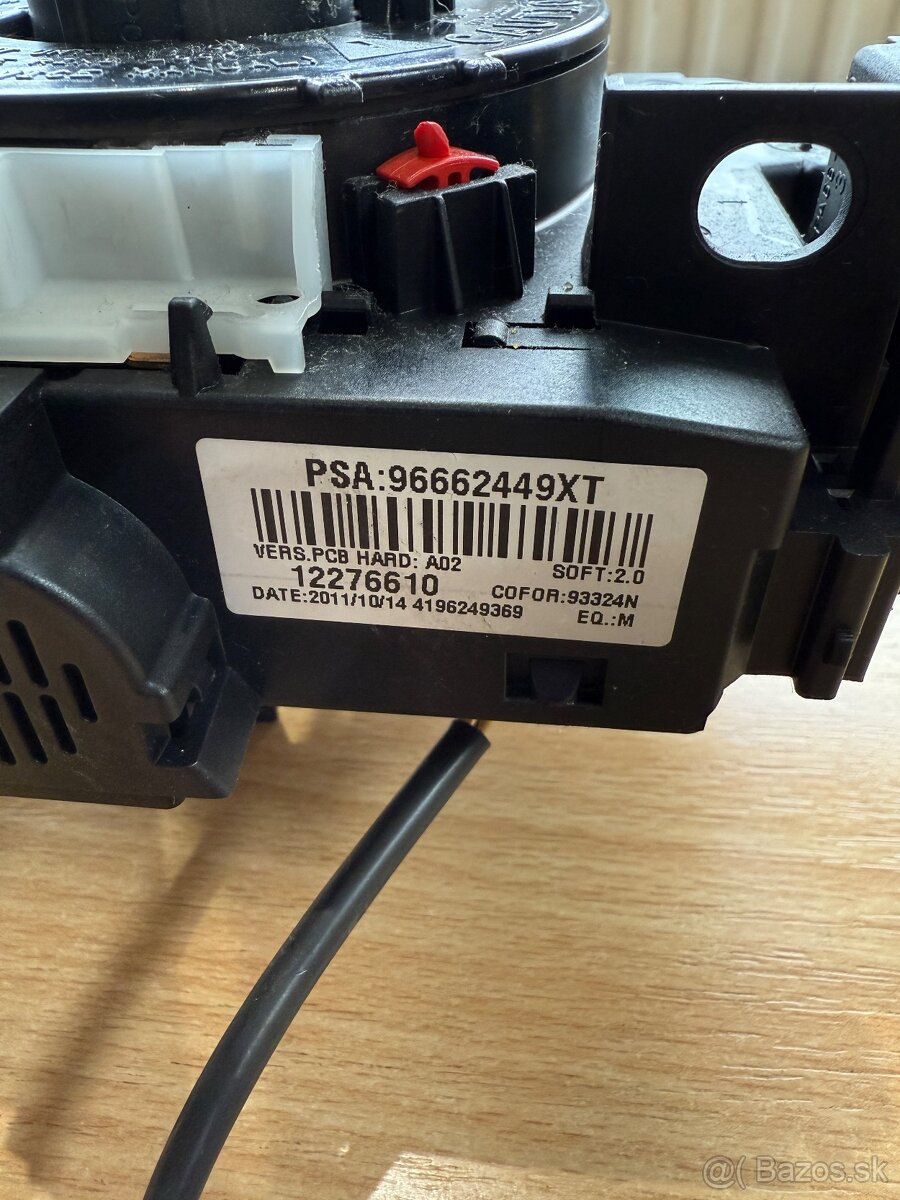 PSA:96662449XT
VERS.PCB HARD: A02
SOFT:2.0
12276610
COFOR:93324N
DATE:2011/10/14 4196249369
EQ.:M
@( Bazos.sk